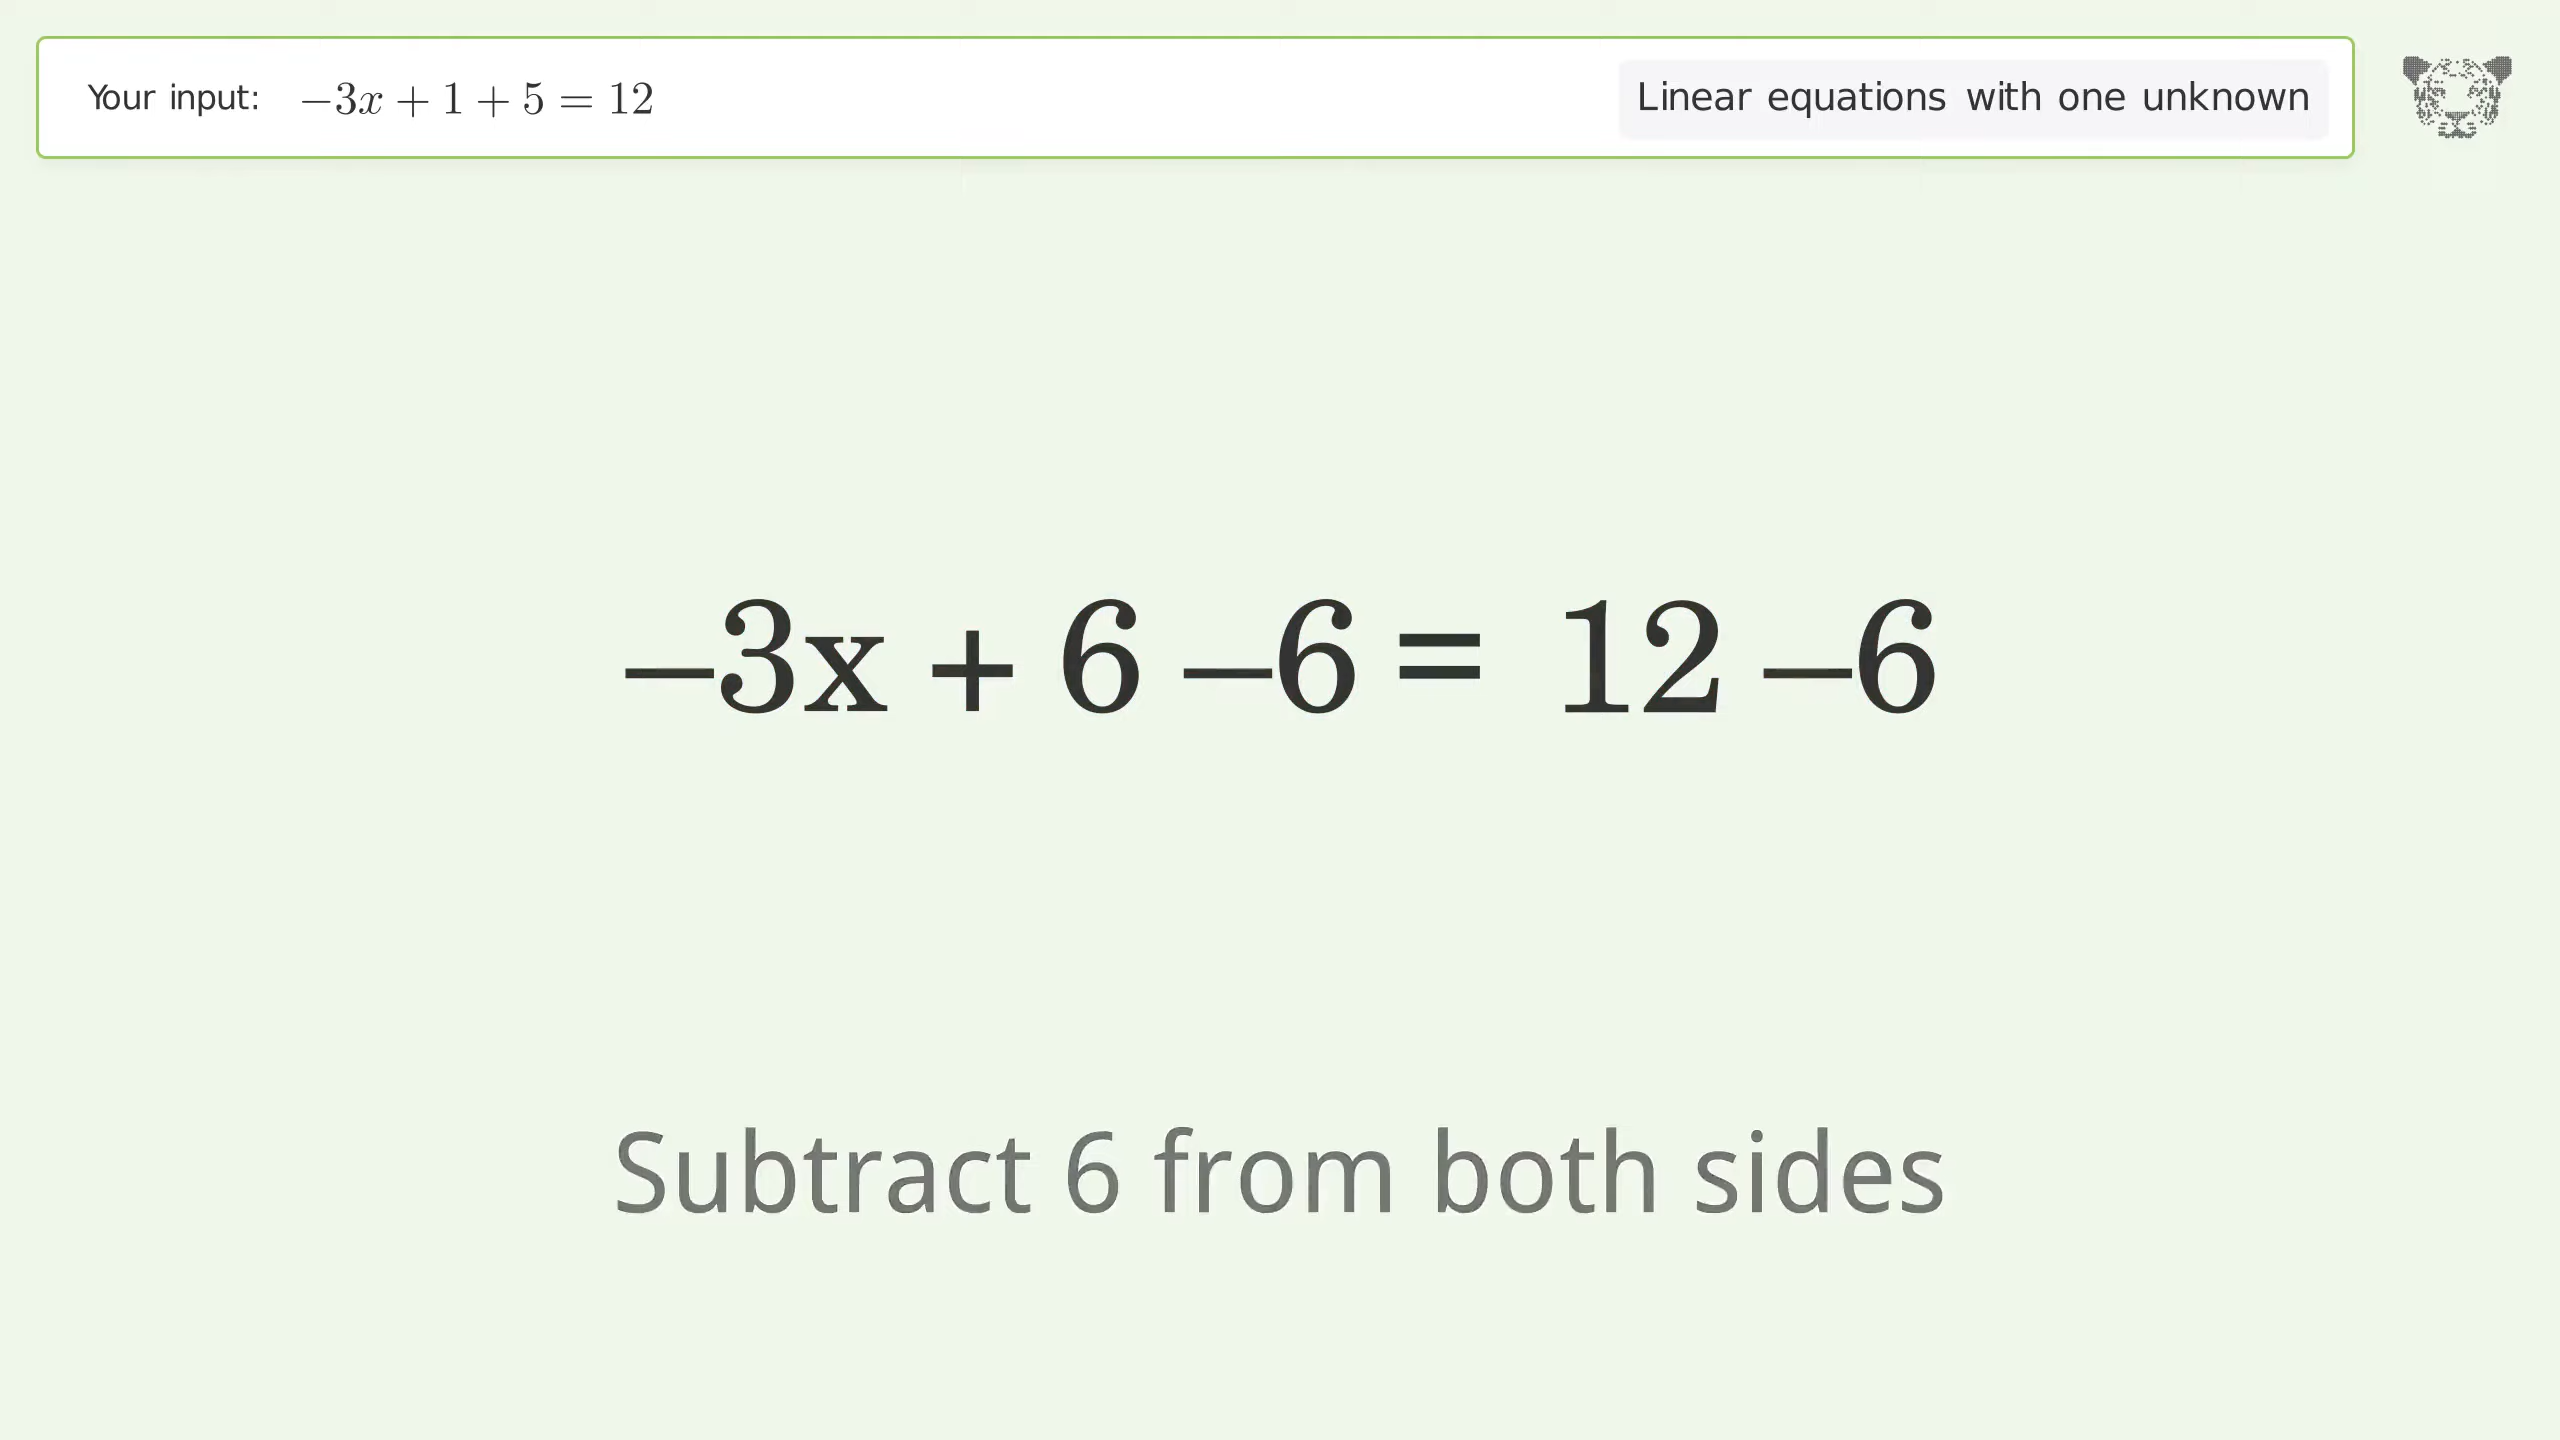 Your input: −3x + 1 + 5 = 12
Linear equations with one unknown
–3x + 6 –6 = 12 –6
Subtract 6 from both sides